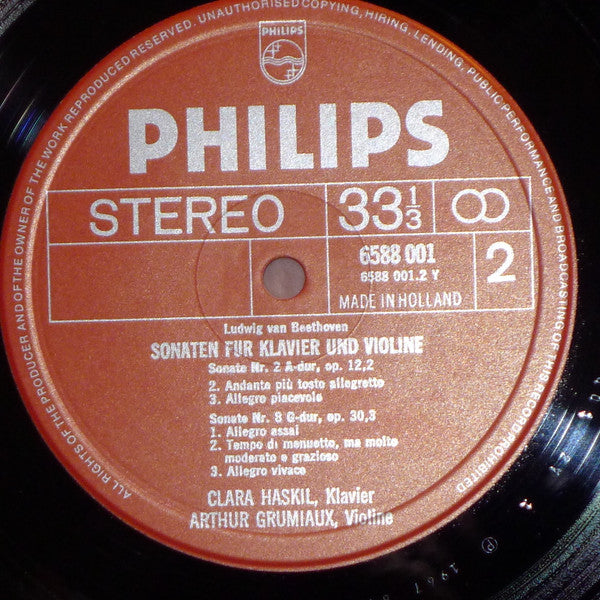 PHILIPS
PHILIPS
STEREO
33 1/3
6588 001
6588 001.2 Y
MADE IN HOLLAND
2
Ludwig van Beethoven
SONATEN FUR KLAVIER UND VIOLINE
Sonate Nr. 2 A-dur, op. 12,2
2. Andante più tosto allegretto
3. Allegro piacevole
Sonate Nr. 8 G-dur, op. 30,3
1. Allegro assai
2. Tempo di menuetto, ma molto
moderato e grazioso
3. Allegro vivace
CLARA HASKIL, Klavier
ARTHUR GRUMIAUX, Violine
ALL RIGHTS OF THE PRODUCER AND OF THE OWNER OF THE WORK REPRODUCED RESERVED. UNAUTHORISED COPYING, HIRING, LENDING, PUBLIC PERFORMANCE AND BROADCASTING OF THIS RECORD PROHIBITED
℗ 1967